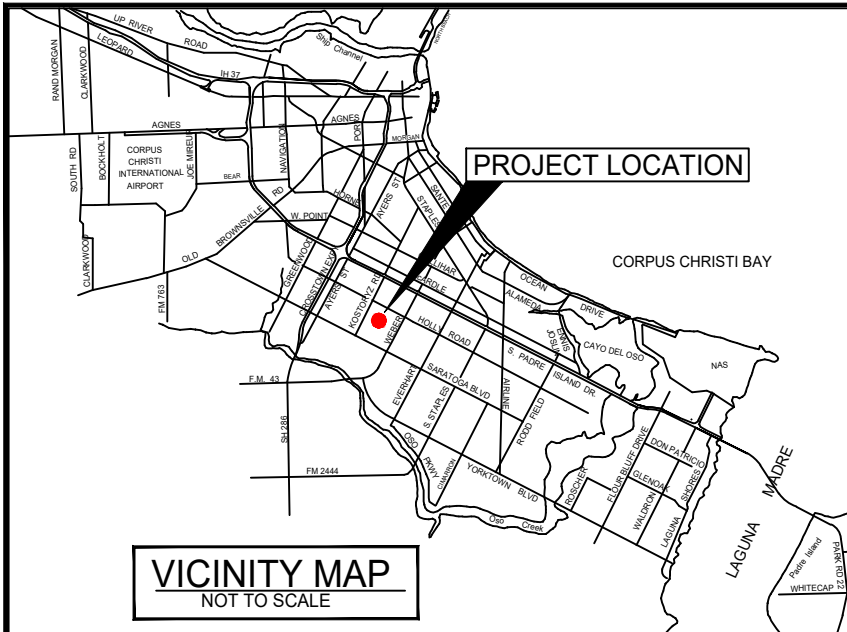 UP RIVER ROAD
LEOPARD
RAND MORGAN
CLARKWOOD
IH 37
Ship Channel
AGNES
AGNES
PORT
MORGAN
NAVIGATION
SOUTH RD
BOCKHOLT
CORPUS
CHRISTI
INTERNATIONAL
AIRPORT
JOE MIREUR
BEAR
HORNE
AYERS ST
STAPLES
PROJECT LOCATION
CLARKWOOD
OLD BROWNSVILLE RD
W. POINT
GREENWOOD
CROSSTOWN EXP
AYERS ST
KOSTORYZ RD
WEBER
HOLLY ROAD
OCEAN DRIVE
ALAMEDA
CORPUS CHRISTI BAY
ENNIS
JOSLIN
CAYO DEL OSO
NAS
FM 763
F.M. 43
SH 286
FM 2444
EVERHART
SARATOGA BLVD
S. STAPLES
AIRLINE
RODD FIELD
S. PADRE ISLAND DR.
OSO PKWY
CIMARRON
YORKTOWN BLVD
Oso Creek
ROSCHER
FLOUR BLUFF DRIVE
DON PATRICIO
GLENOAK
WALDRON
LAGUNA SHORES
LAGUNA MADRE
Padre Island
PARK RD 22
WHITECAP
VICINITY MAP
NOT TO SCALE